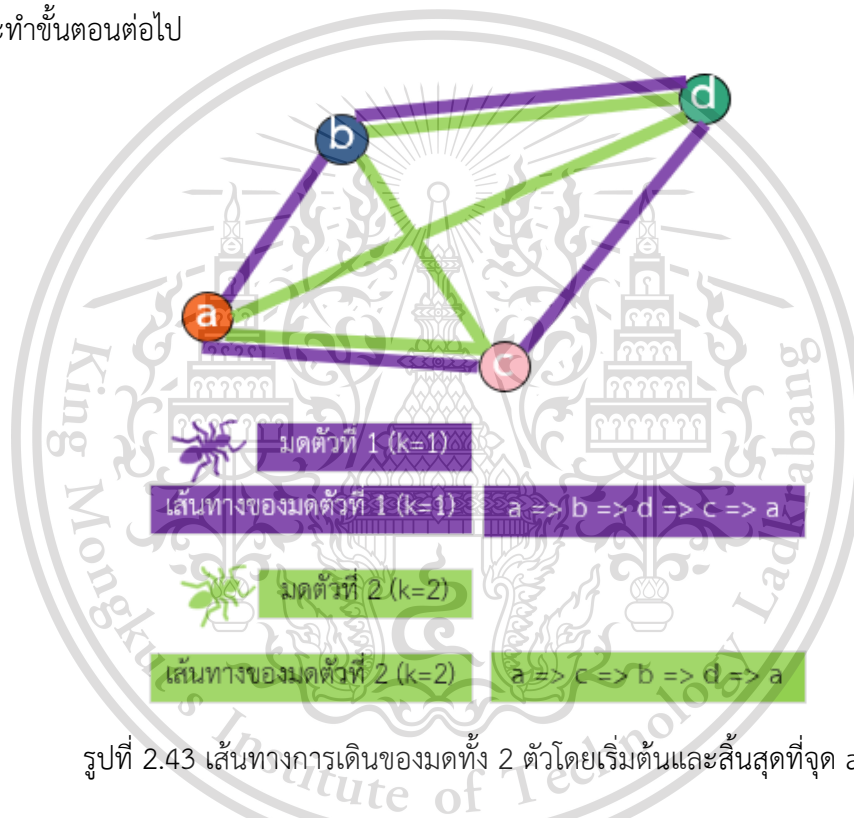 ะทำขั้นตอนต่อไป
b
d
a
c
มดตัวที่ 1 (k=1)
เส้นทางของมดตัวที่ 1 (k=1) a => b => d => c => a
มดตัวที่ 2 (k=2)
เส้นทางของมดตัวที่ 2 (k=2) a => c => b => d => a
รูปที่ 2.43 เส้นทางการเดินของมดทั้ง 2 ตัวโดยเริ่มต้นและสิ้นสุดที่จุด a
King Mongkut's Institute of Technology Ladkrabang